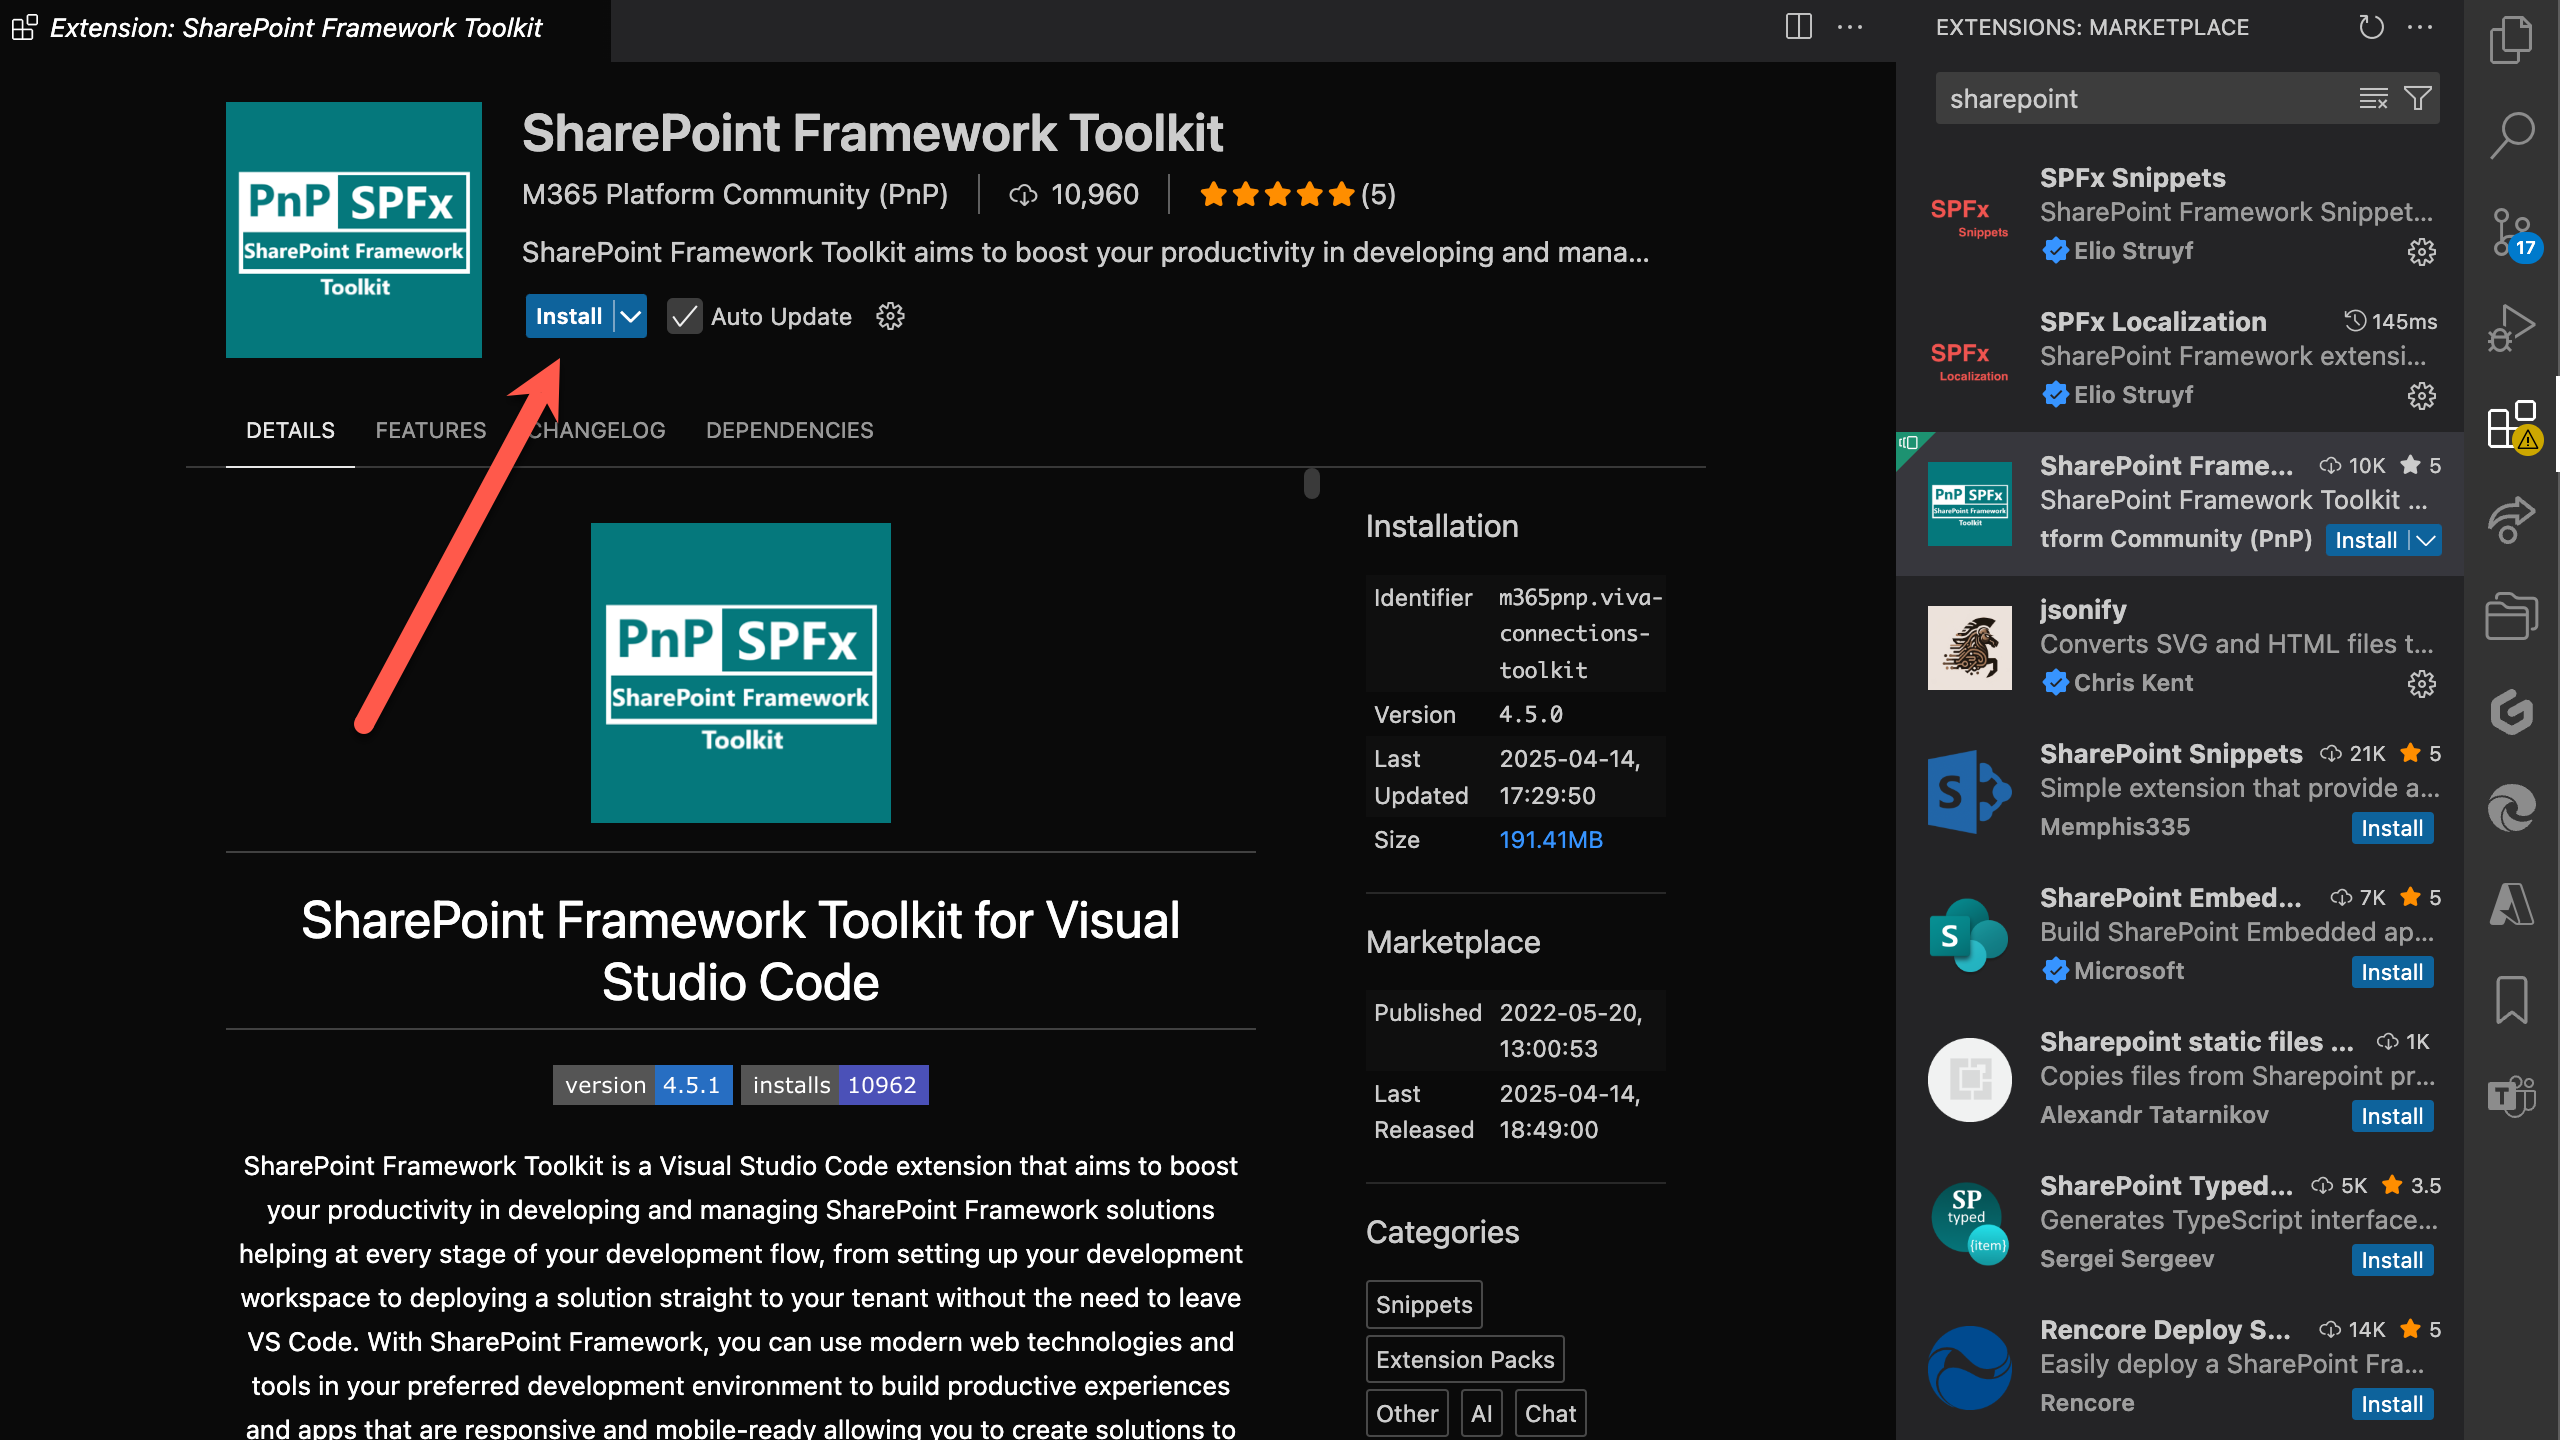 Extension: SharePoint Framework Toolkit
PnP SPFx
SharePoint Framework
Toolkit
SharePoint Framework Toolkit
M365 Platform Community (PnP)
10,960
(5)
SharePoint Framework Toolkit aims to boost your productivity in developing and mana...
Install
Auto Update
DETAILS
FEATURES
CHANGELOG
DEPENDENCIES
PnP SPFx
SharePoint Framework
Toolkit
SharePoint Framework Toolkit for Visual
Studio Code
version 4.5.1
installs 10962
SharePoint Framework Toolkit is a Visual Studio Code extension that aims to boost
your productivity in developing and managing SharePoint Framework solutions
helping at every stage of your development flow, from setting up your development
workspace to deploying a solution straight to your tenant without the need to leave
VS Code. With SharePoint Framework, you can use modern web technologies and
tools in your preferred development environment to build productive experiences
and apps that are responsive and mobile-ready allowing you to create solutions to
Installation
Identifier m365pnp.viva-
connections-
toolkit
Version 4.5.0
Last 2025-04-14,
Updated 17:29:50
Size 191.41MB
Marketplace
Published 2022-05-20,
13:00:53
Last 2025-04-14,
Released 18:49:00
Categories
Snippets
Extension Packs
Other AI Chat
EXTENSIONS: MARKETPLACE
sharepoint
SPFx
Snippets
SPFx Snippets
SharePoint Framework Snippet...
Elio Struyf
SPFx
Localization
SPFx Localization 145ms
SharePoint Framework extensi...
Elio Struyf
PnP SPFx
SharePoint Framework
Toolkit
SharePoint Frame... 10K 5
SharePoint Framework Toolkit ...
tform Community (PnP) Install
jsonify
Converts SVG and HTML files t...
Chris Kent
S
SharePoint Snippets 21K 5
Simple extension that provide a...
Memphis335 Install
S
SharePoint Embed... 7K 5
Build SharePoint Embedded ap...
Microsoft Install
Sharepoint static files ... 1K
Copies files from Sharepoint pr...
Alexandr Tatarnikov Install
SP
typed
{item}
SharePoint Typed... 5K 3.5
Generates TypeScript interface...
Sergei Sergeev Install
Rencore Deploy S... 14K 5
Easily deploy a SharePoint Fra...
Rencore Install
17
T